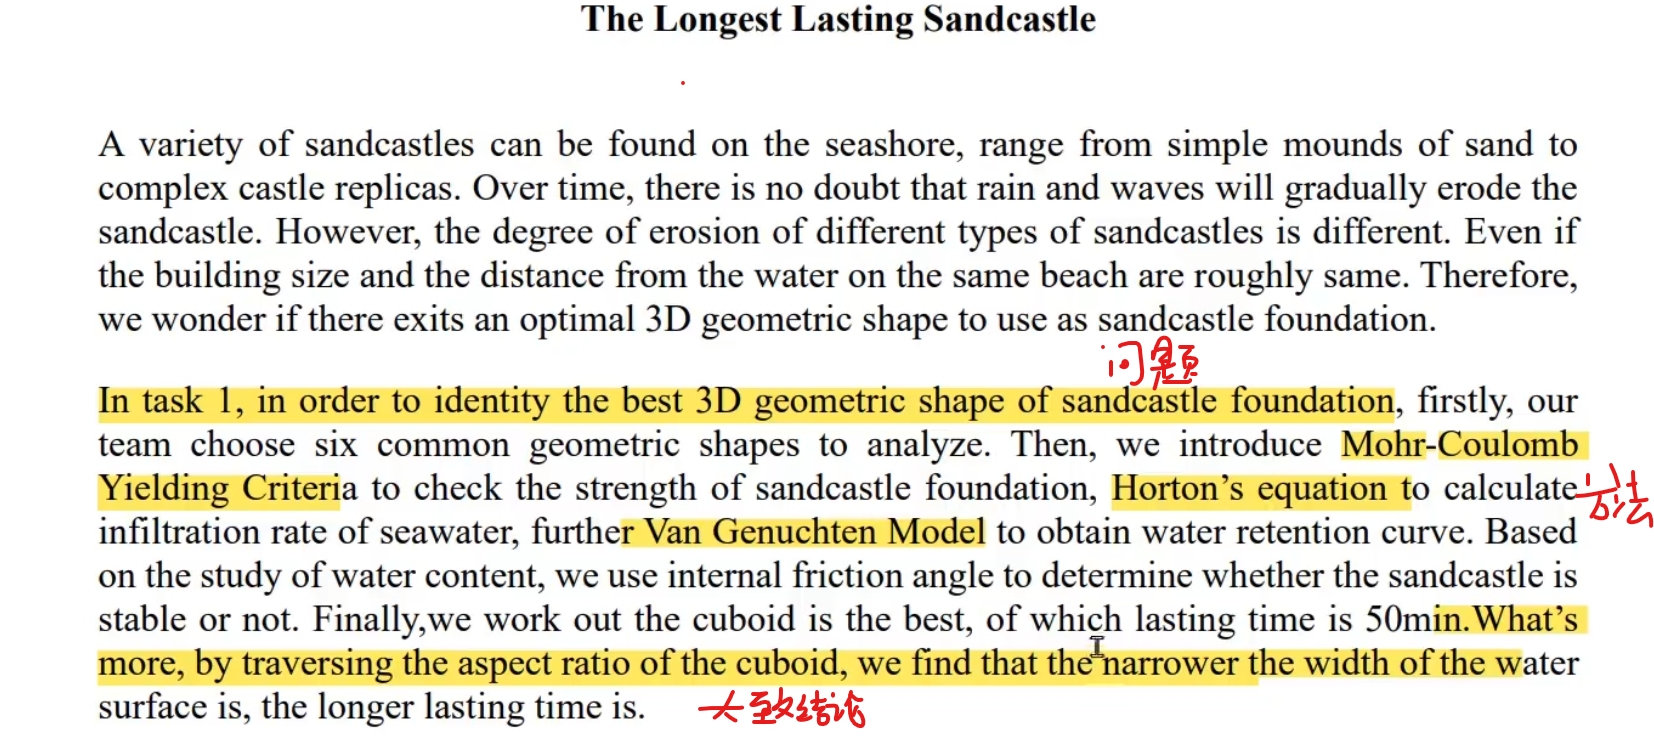 The Longest Lasting Sandcastle
A variety of sandcastles can be found on the seashore, range from simple mounds of sand to
complex castle replicas. Over time, there is no doubt that rain and waves will gradually erode the
sandcastle. However, the degree of erosion of different types of sandcastles is different. Even if
the building size and the distance from the water on the same beach are roughly same. Therefore,
we wonder if there exits an optimal 3D geometric shape to use as sandcastle foundation.
问题
In task 1, in order to identity the best 3D geometric shape of sandcastle foundation, firstly, our
team choose six common geometric shapes to analyze. Then, we introduce Mohr-Coulomb
Yielding Criteria to check the strength of sandcastle foundation, Horton’s equation to calculate
方法
infiltration rate of seawater, further Van Genuchten Model to obtain water retention curve. Based
on the study of water content, we use internal friction angle to determine whether the sandcastle is
stable or not. Finally,we work out the cuboid is the best, of which lasting time is 50min.What’s
more, by traversing the aspect ratio of the cuboid, we find that the narrower the width of the water
surface is, the longer lasting time is.
大致结论